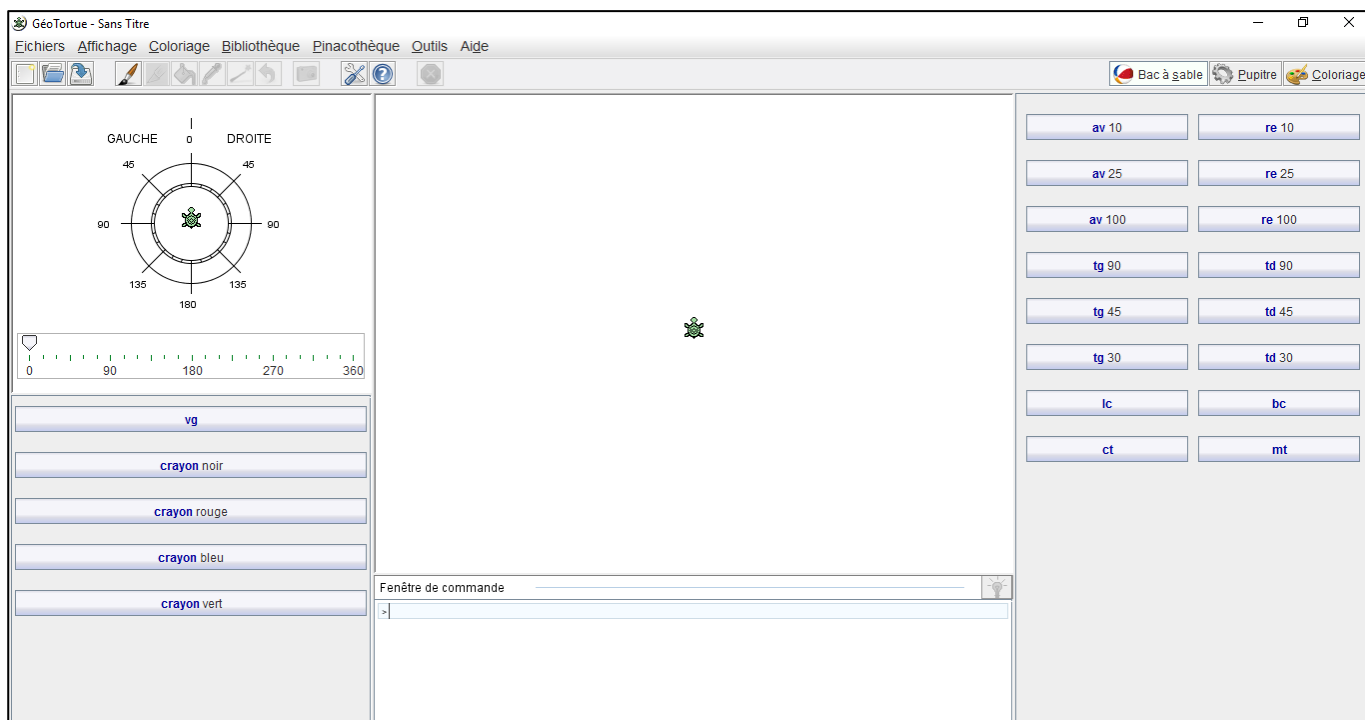 GéoTortue - Sans Titre
Fichiers Affichage Coloriage Bibliothèque Pinacothèque Outils Aide
Bac à sable Pupitre Coloriage
GAUCHE 0 DROITE
45 45
90 90
135 135
180
0 90 180 270 360
vg
crayon noir
crayon rouge
crayon bleu
crayon vert
Fenêtre de commande
>
av 10 re 10
av 25 re 25
av 100 re 100
tg 90 td 90
tg 45 td 45
tg 30 td 30
lc bc
ct mt